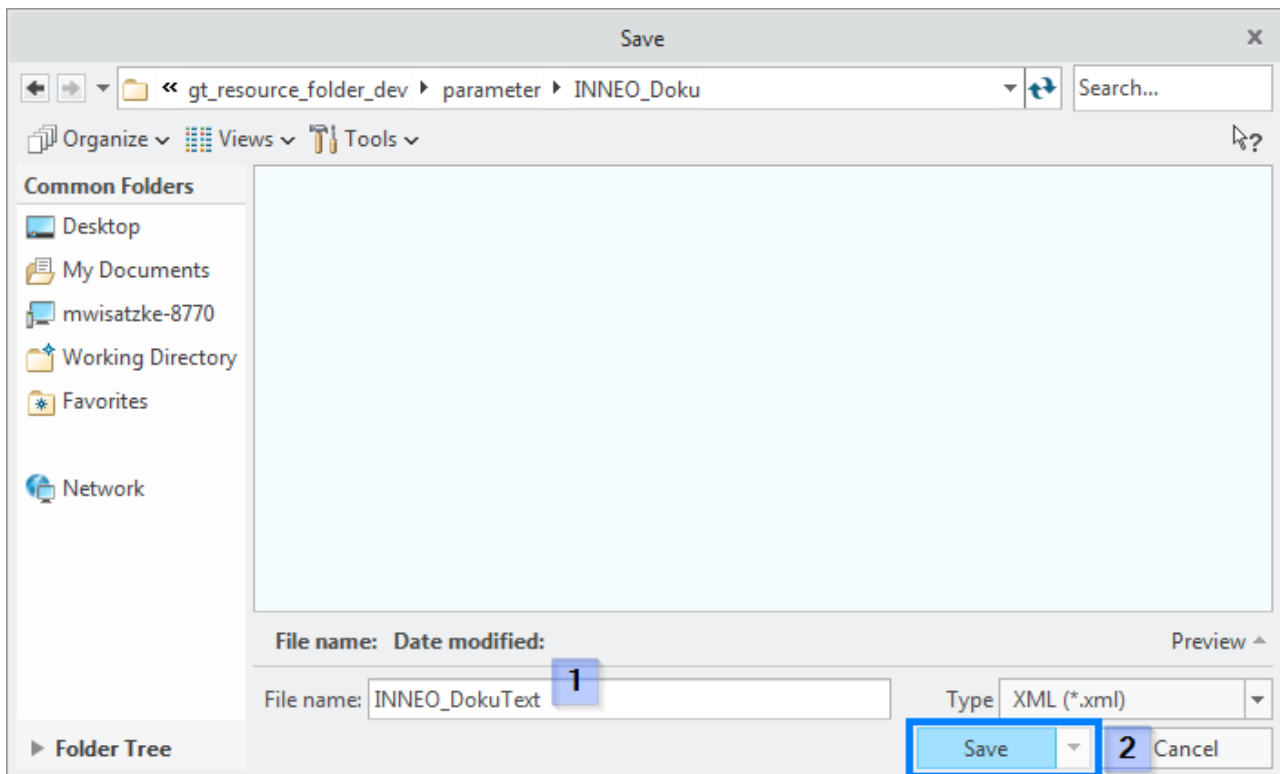 Save
« gt_resource_folder_dev parameter INNEO_Doku Search...
Organize Views Tools ?
Common Folders
Desktop
My Documents
mwisatzke-8770
Working Directory
Favorites
Network
File name: Date modified: Preview
1
File name: INNEO_DokuText Type XML (*.xml)
Folder Tree Save 2 Cancel